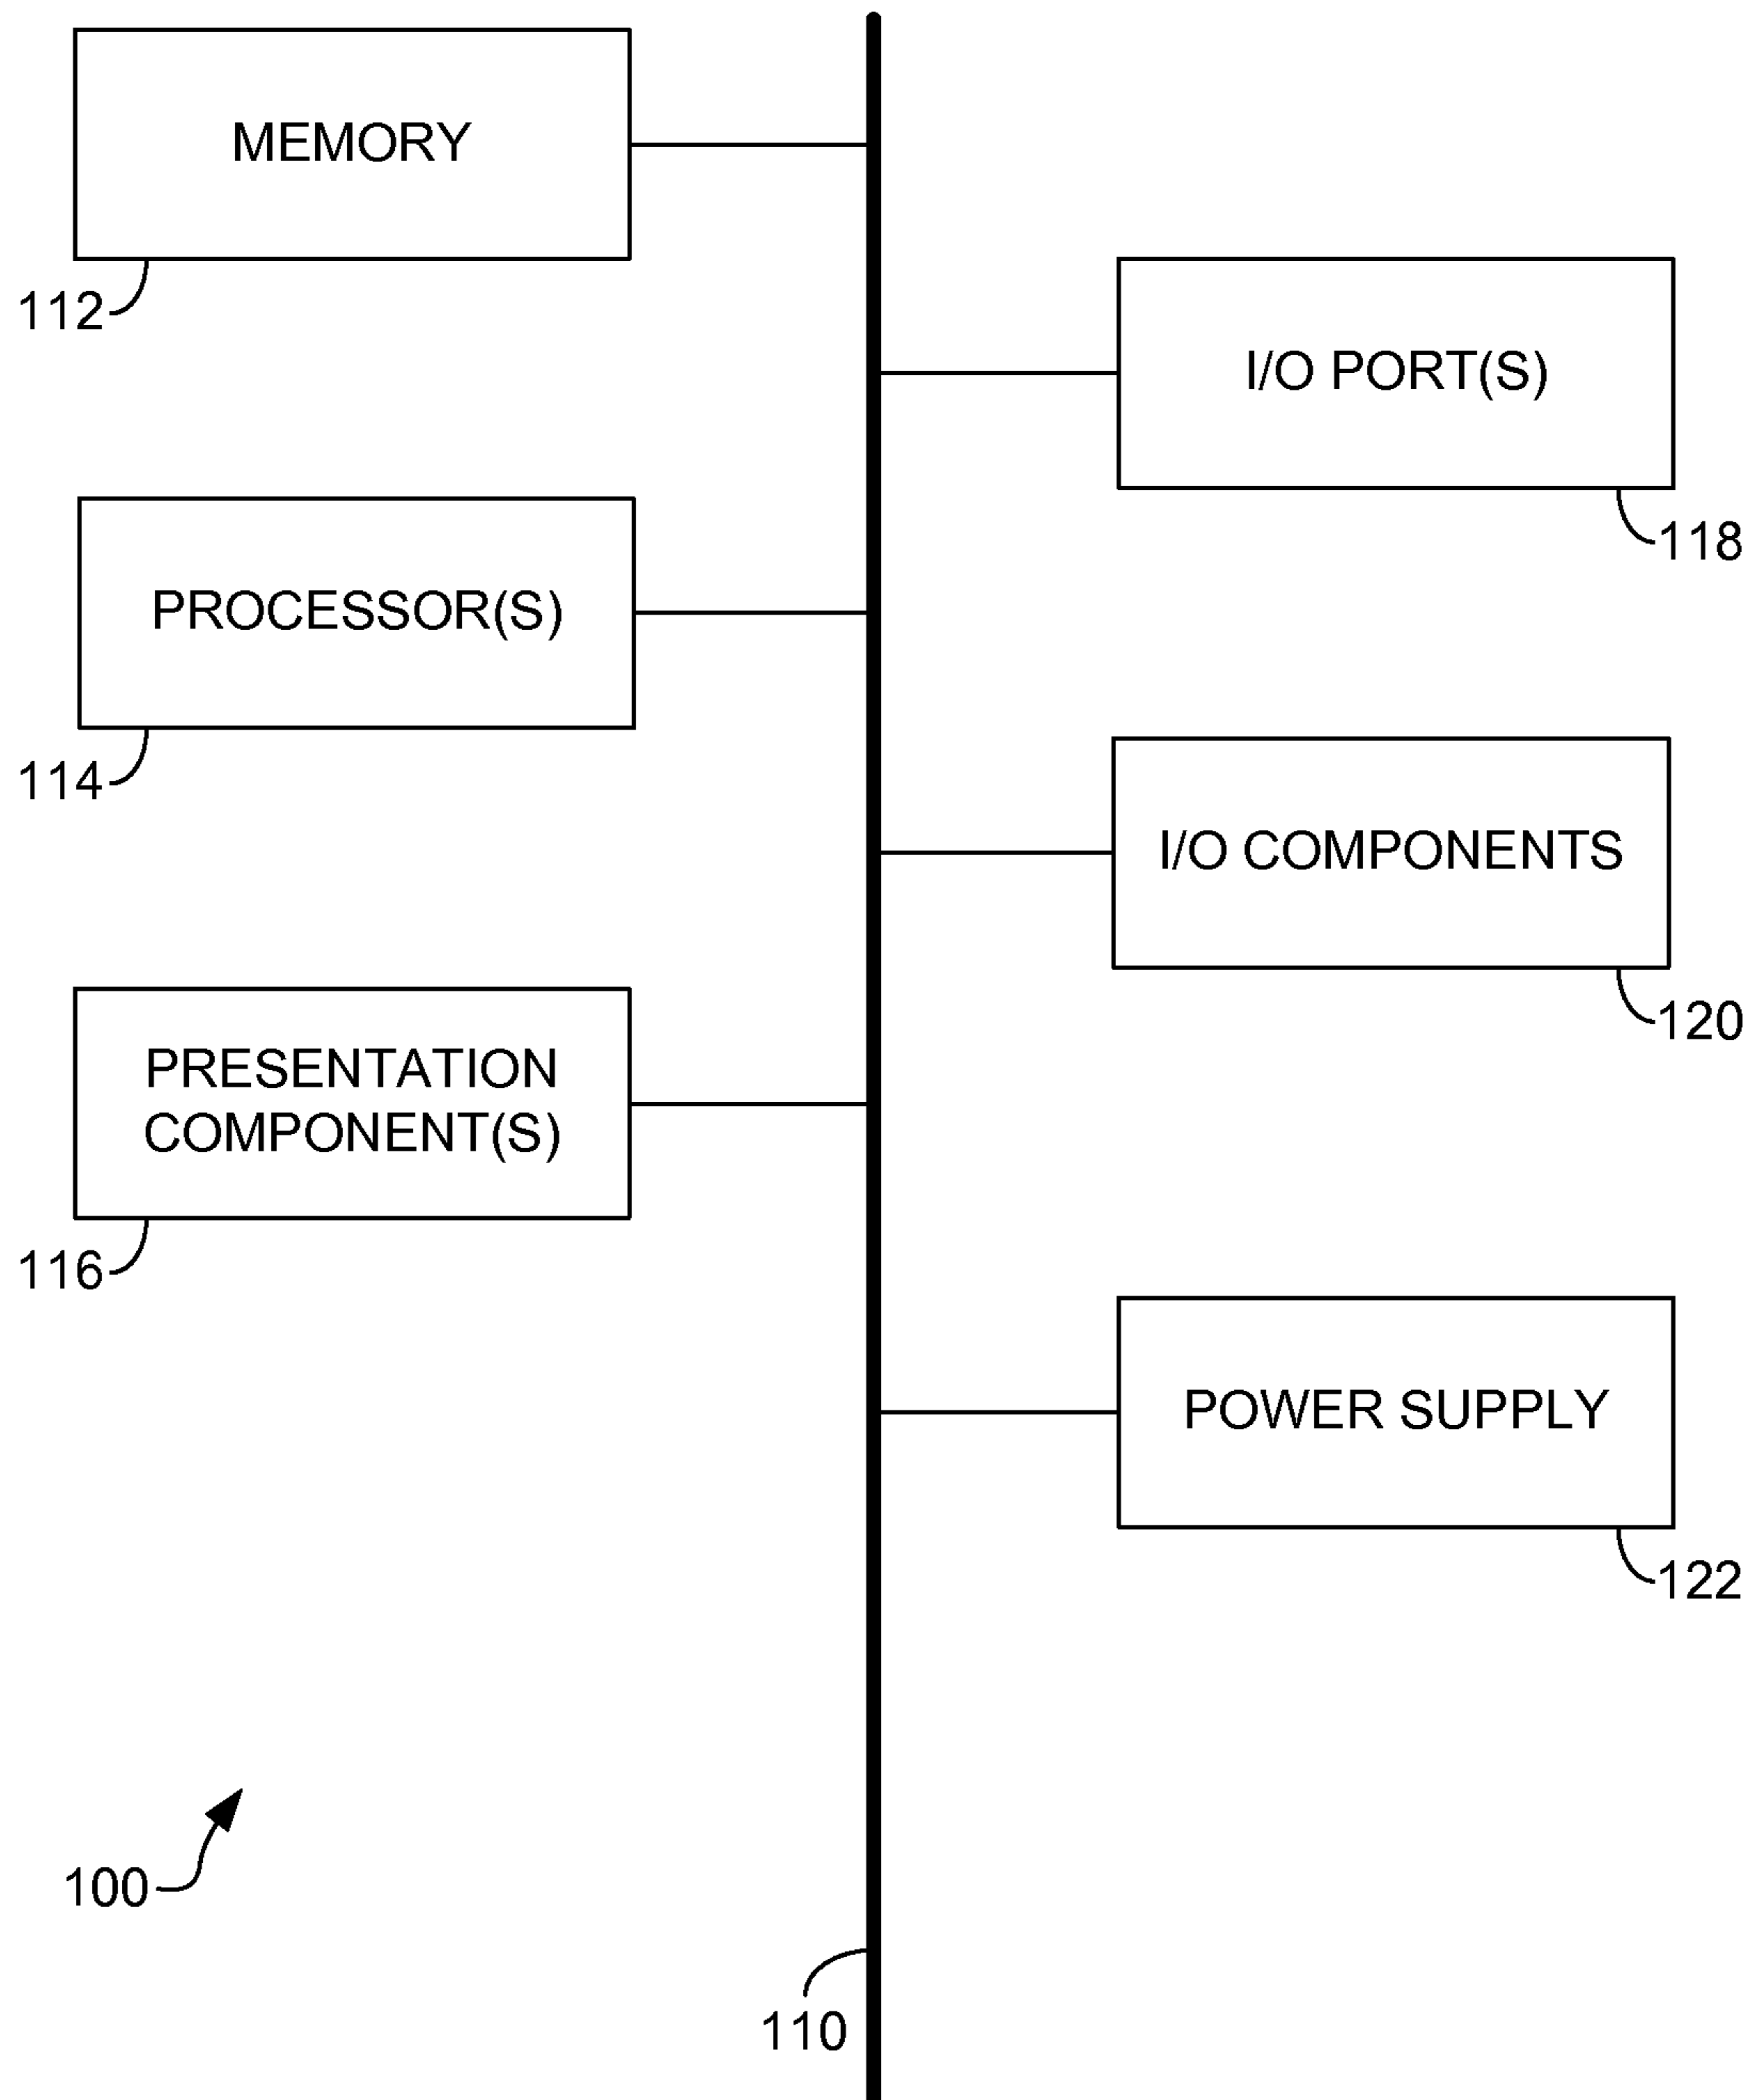 MEMORY
112
I/O PORT(S)
118
PROCESSOR(S)
114
I/O COMPONENTS
120
PRESENTATION
COMPONENT(S)
116
POWER SUPPLY
122
100
110